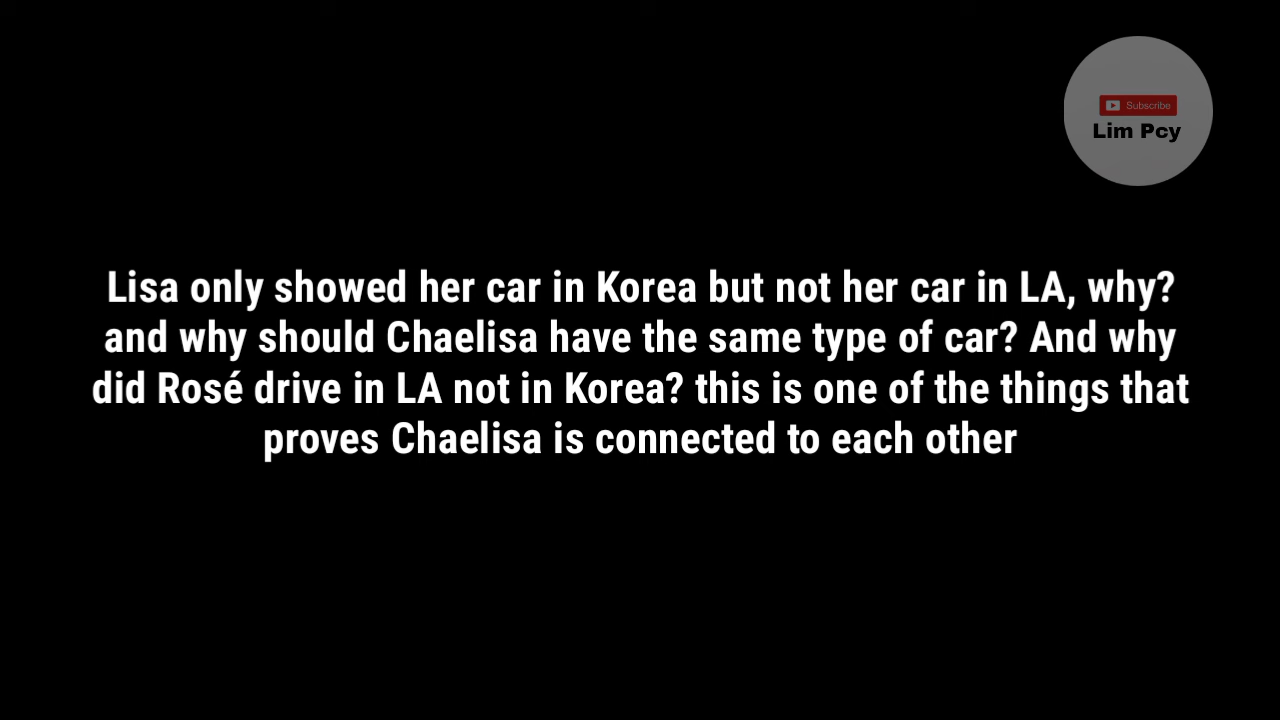 Subscribe
Lim Pcy
Lisa only showed her car in Korea but not her car in LA, why?
and why should Chaelisa have the same type of car? And why
did Rosé drive in LA not in Korea? this is one of the things that
proves Chaelisa is connected to each other